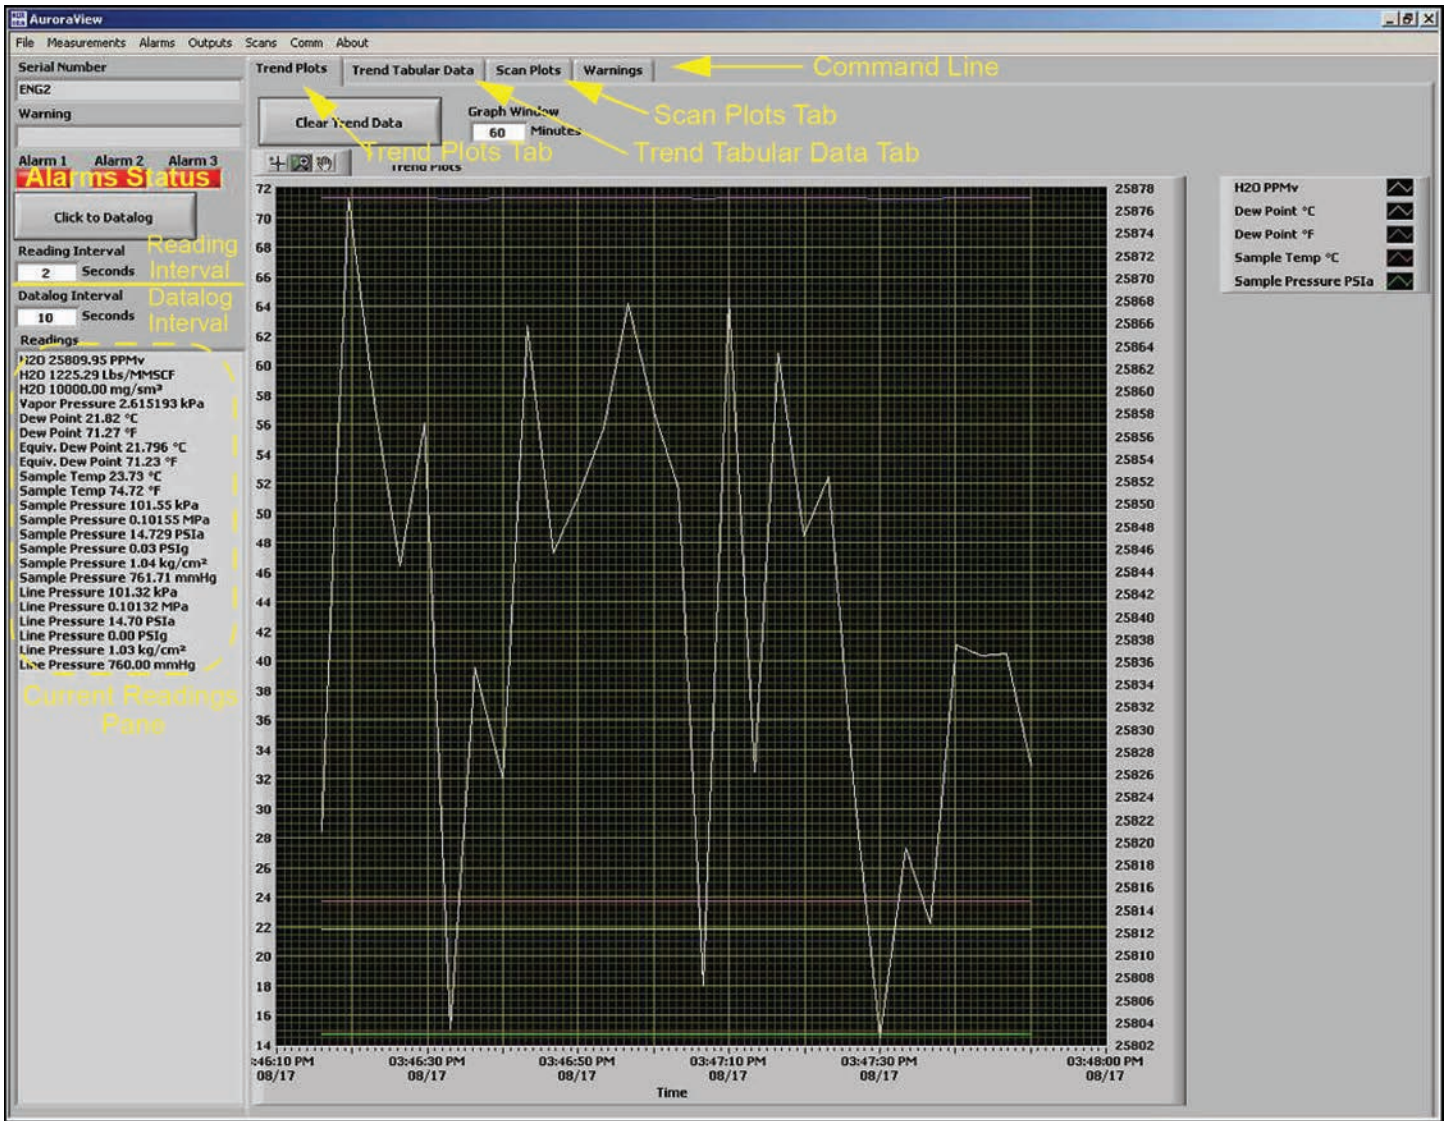 AuroraView
File Measurements Alarms Outputs Scans Comm About
Serial Number
ENG2
Warning
Alarm 1 Alarm 2 Alarm 3
Alarms Status
Click to Datalog
Reading Interval
2 Seconds
Reading
Interval
Datalog Interval
10 Seconds
Datalog
Interval
Readings
H2O 25809.95 PPMv
H2O 1225.29 Lbs/MMSCF
H2O 10000.00 mg/sm³
Vapor Pressure 2.615193 kPa
Dew Point 21.82 °C
Dew Point 71.27 °F
Equiv. Dew Point 21.796 °C
Equiv. Dew Point 71.23 °F
Sample Temp 23.73 °C
Sample Temp 74.72 °F
Sample Pressure 101.55 kPa
Sample Pressure 0.10155 MPa
Sample Pressure 14.729 PSIa
Sample Pressure 0.03 PSIg
Sample Pressure 1.04 kg/cm²
Sample Pressure 761.71 mmHg
Line Pressure 101.32 kPa
Line Pressure 0.10132 MPa
Line Pressure 14.70 PSIa
Line Pressure 0.00 PSIg
Line Pressure 1.03 kg/cm²
Line Pressure 760.00 mmHg
Current Readings
Pane
Trend Plots Trend Tabular Data Scan Plots Warnings
Command Line
Scan Plots Tab
Clear Trend Data
Graph Window
60 Minutes
Trend Plots Tab
Trend Tabular Data Tab
Trend Plots
72
70
68
66
64
62
60
58
56
54
52
50
48
46
44
42
40
38
36
34
32
30
28
26
24
22
20
18
16
14
25878
25876
25874
25872
25870
25868
25866
25864
25862
25860
25858
25856
25854
25852
25850
25848
25846
25844
25842
25840
25838
25836
25834
25832
25830
25828
25826
25824
25822
25820
25818
25816
25814
25812
25810
25808
25806
25804
25802
:46:10 PM 03:46:30 PM 03:46:50 PM 03:47:10 PM 03:47:30 PM 03:48:00 PM
08/17 08/17 08/17 08/17 08/17 08/17
Time
H2O PPMv
Dew Point °C
Dew Point °F
Sample Temp °C
Sample Pressure PSIa